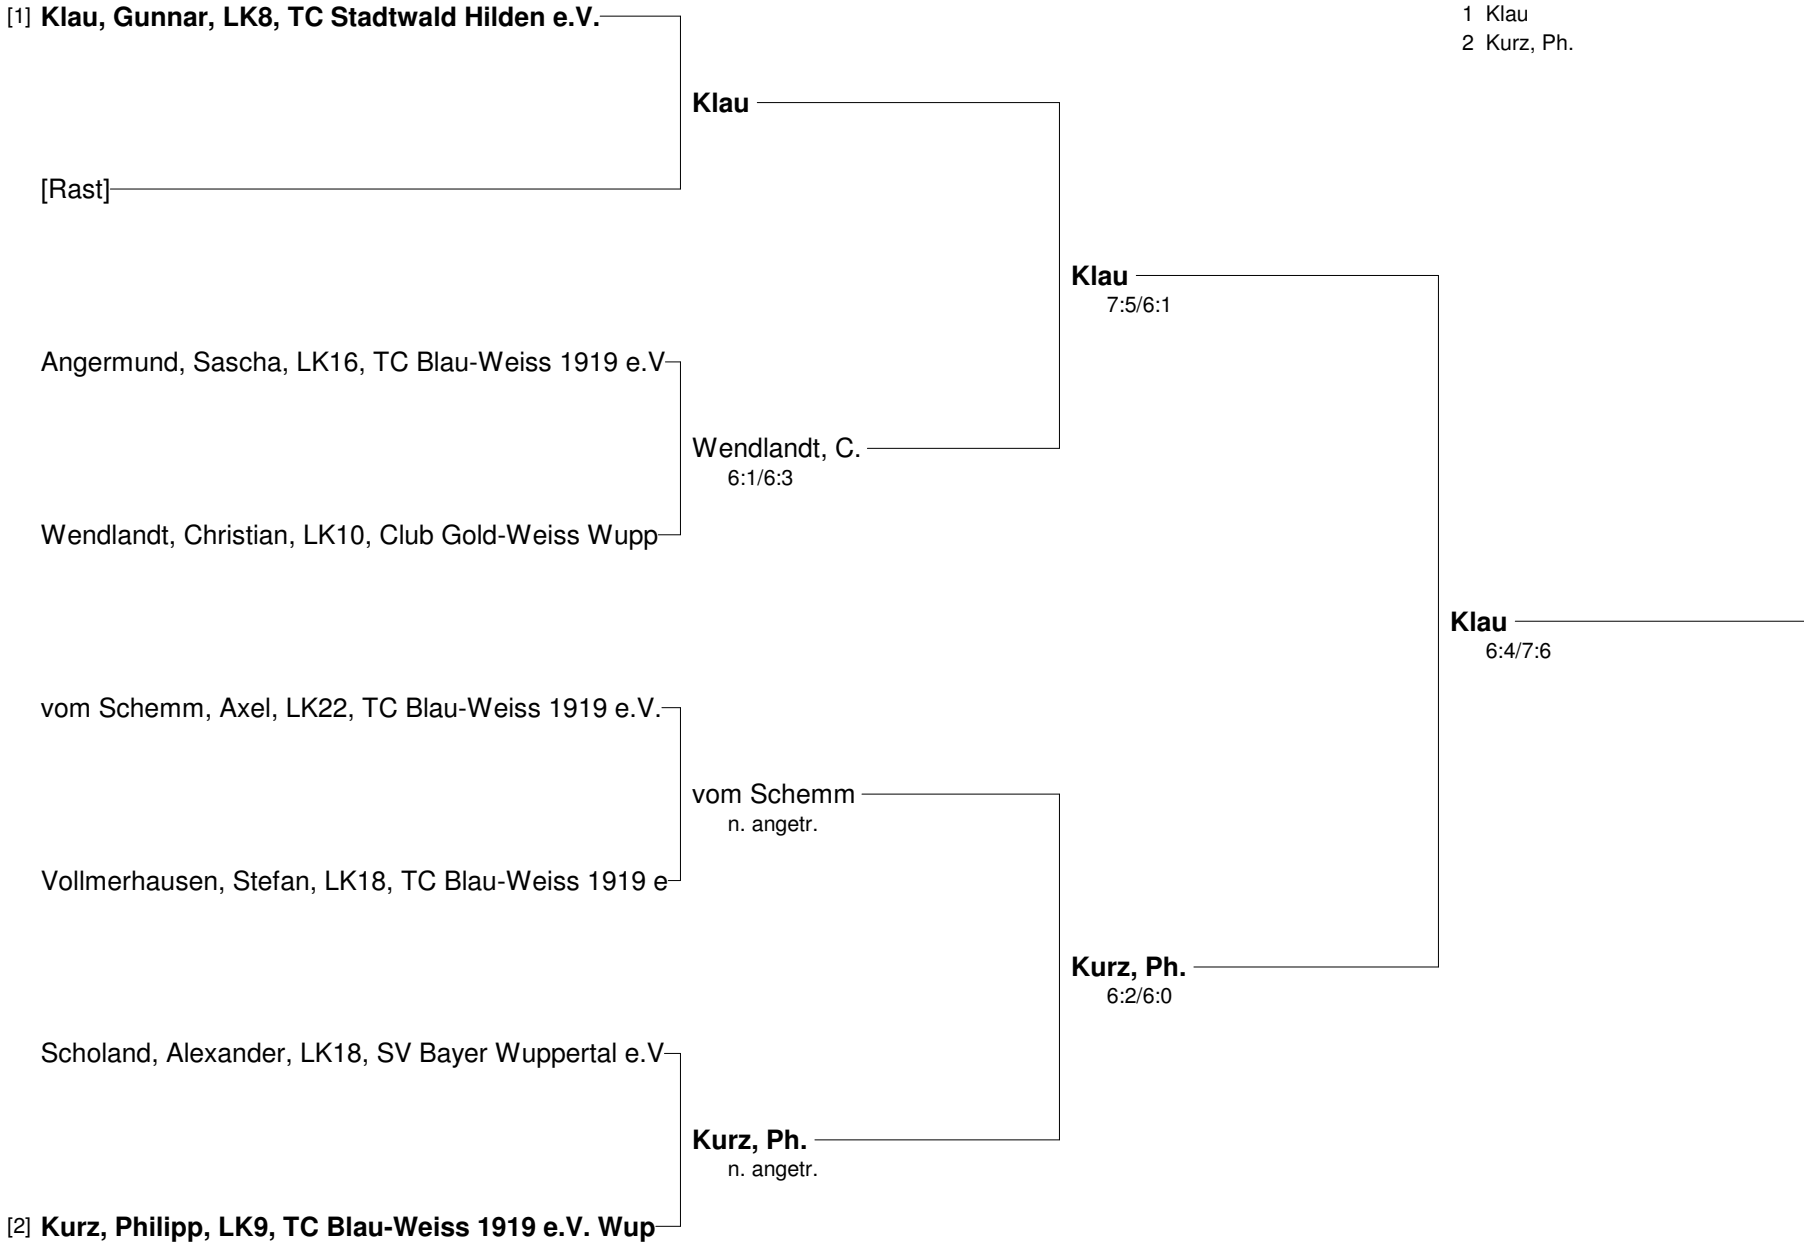 [1] Klau, Gunnar, LK8, TC Stadtwald Hilden e.V.
1 Klau
2 Kurz, Ph.
Klau
[Rast]
Klau
7:5/6:1
Angermund, Sascha, LK16, TC Blau-Weiss 1919 e.V
Wendlandt, C.
6:1/6:3
Wendlandt, Christian, LK10, Club Gold-Weiss Wupp
Klau
6:4/7:6
vom Schemm, Axel, LK22, TC Blau-Weiss 1919 e.V.
vom Schemm
n. angetr.
Vollmerhausen, Stefan, LK18, TC Blau-Weiss 1919 e
Kurz, Ph.
6:2/6:0
Scholand, Alexander, LK18, SV Bayer Wuppertal e.V
Kurz, Ph.
n. angetr.
[2] Kurz, Philipp, LK9, TC Blau-Weiss 1919 e.V. Wup